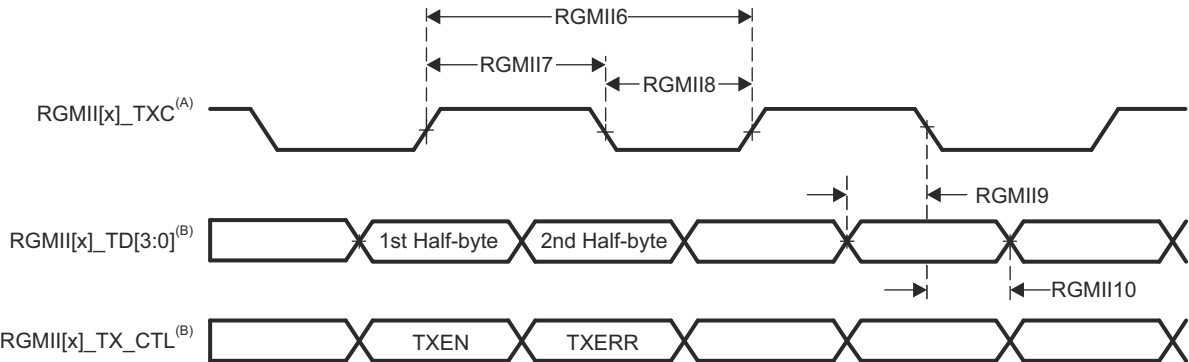 RGMII6
RGMII7
RGMII8
RGMII[x]_TXC(A)
RGMII9
RGMII[x]_TD[3:0](B)
1st Half-byte
2nd Half-byte
RGMII10
RGMII[x]_TX_CTL(B)
TXEN
TXERR